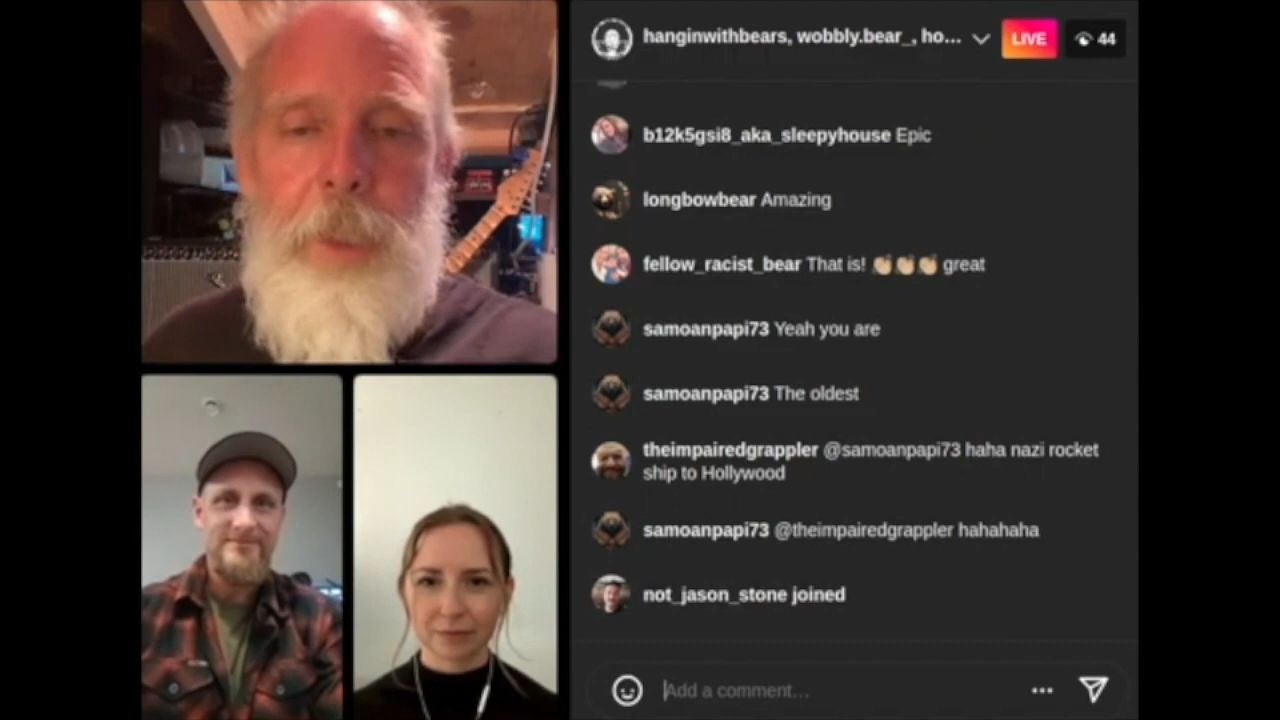 hanginwithbears, wobbly.bear_, ho...
LIVE
44
b12k5gsi8_aka_sleepyhouse Epic
longbowbear Amazing
fellow_racist_bear That is! 👏🏼👏🏼👏🏼 great
samoanpapi73 Yeah you are
samoanpapi73 The oldest
theimpairedgrappler @samoanpapi73 haha nazi rocket
ship to Hollywood
samoanpapi73 @theimpairedgrappler hahahaha
not_jason_stone joined
Add a comment...